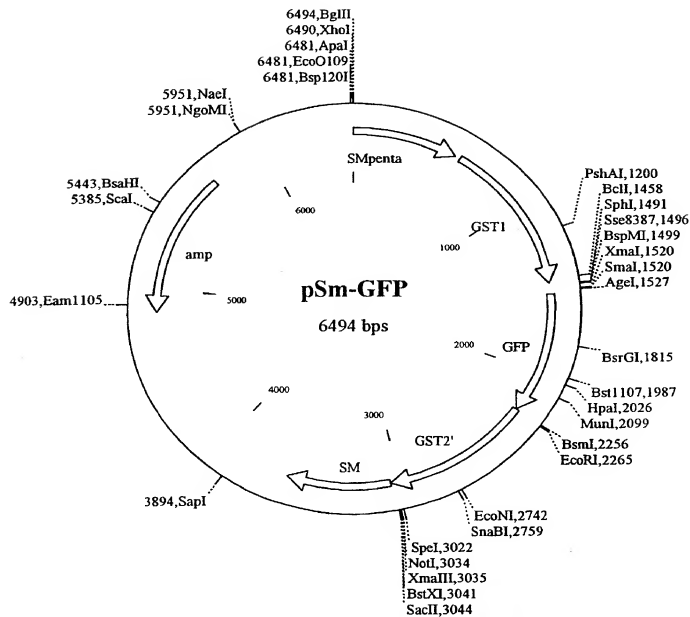 6494,BglII
6490,XhoI
6481,ApaI
6481,EcoO109
6481,Bsp120I
5951,NaeI
5951,NgoMI
5443,BsaHI
5385,ScaI
4903,Eam1105
3894,SapI
SMpenta
GST1
GFP
GST2'
SM
amp
pSm-GFP
6494 bps
1000
2000
3000
4000
5000
6000
PshAI,1200
BclI,1458
SphI,1491
Sse8387,1496
BspMI,1499
XmaI,1520
SmaI,1520
AgeI,1527
BsrGI,1815
Bst1107,1987
HpaI,2026
MunI,2099
BsmI,2256
EcoRI,2265
EcoNI,2742
SnaBI,2759
SpeI,3022
NotI,3034
XmaIII,3035
BstXI,3041
SacII,3044